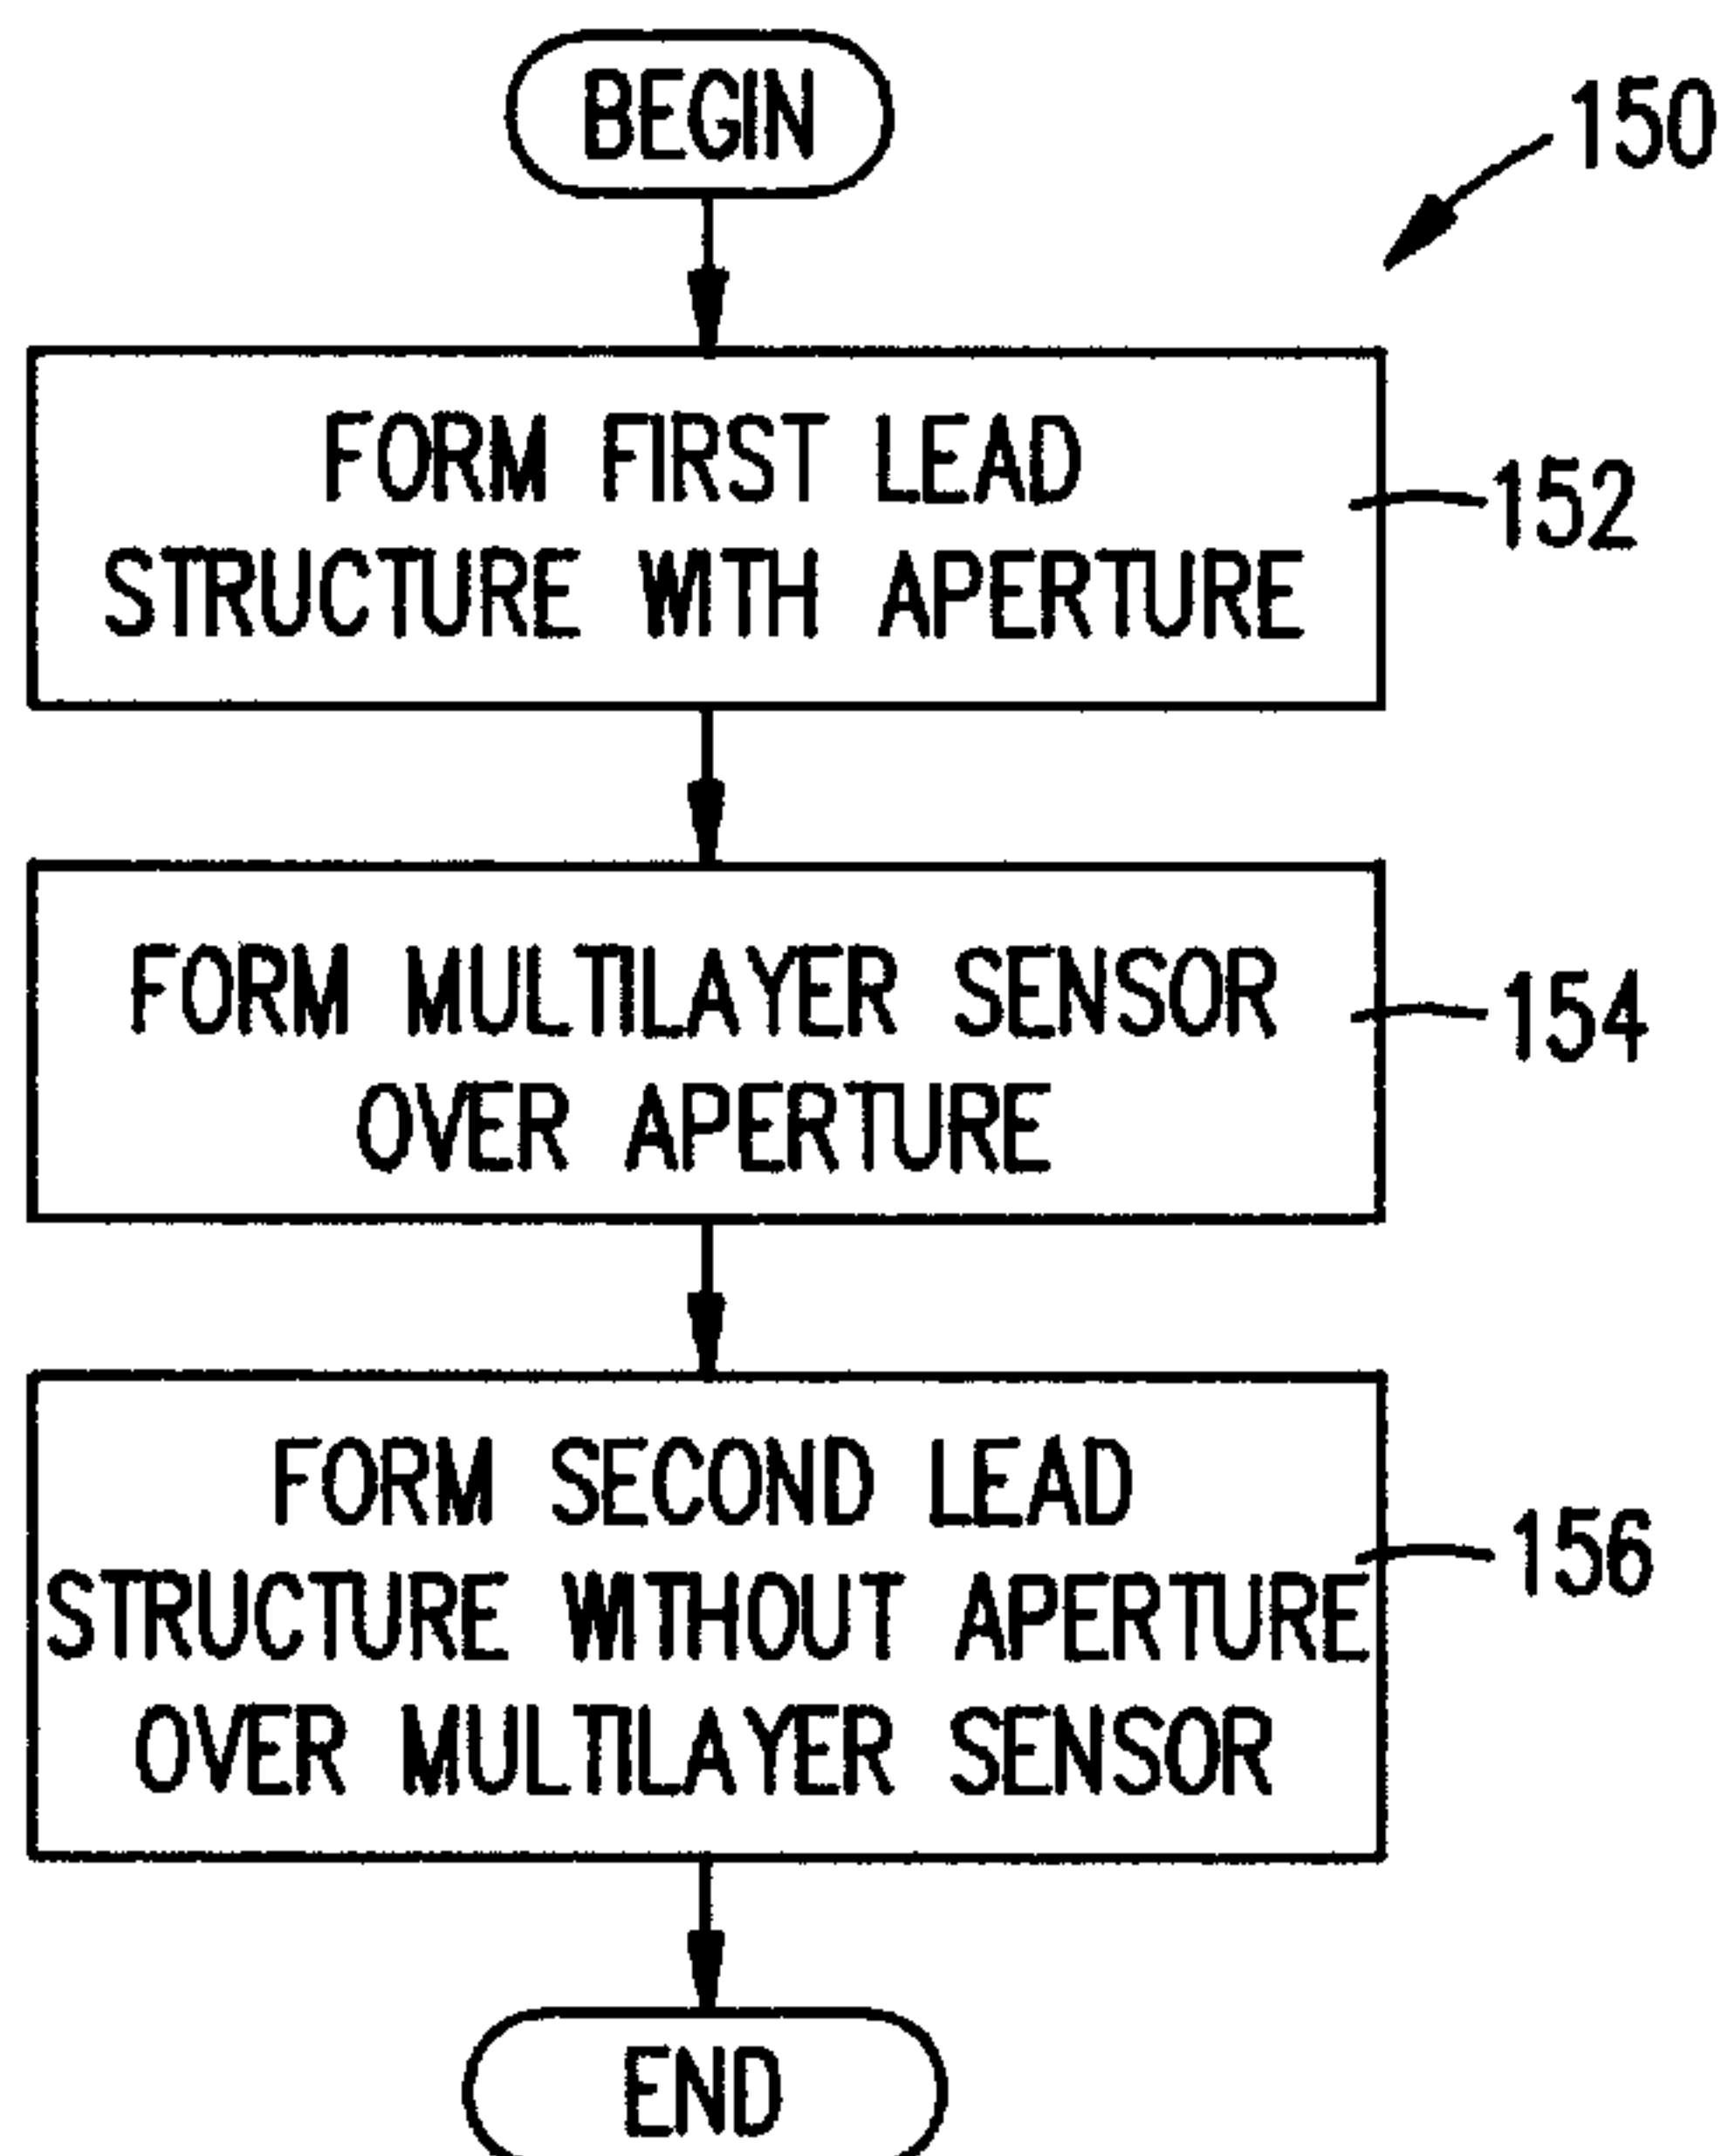 BEGIN
150
FORM FIRST LEAD
STRUCTURE WITH APERTURE
152
FORM MULTILAYER SENSOR
OVER APERTURE
154
FORM SECOND LEAD
STRUCTURE WITHOUT APERTURE
OVER MULTILAYER SENSOR
156
END